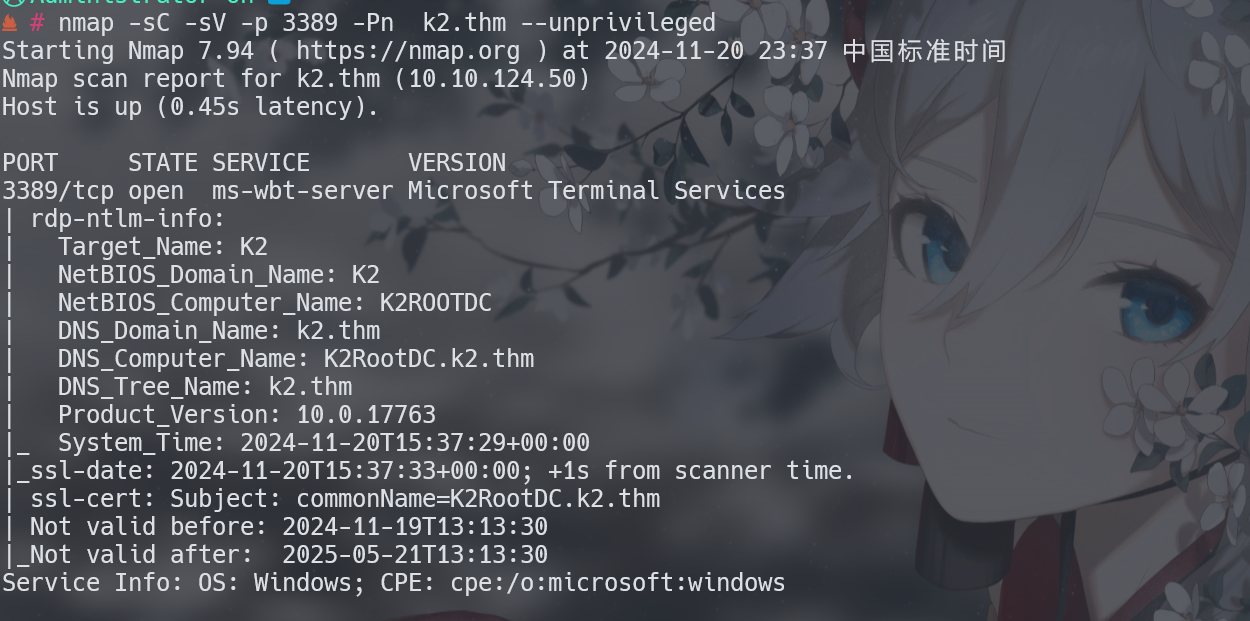 Administrator on
# nmap -sC -sV -p 3389 -Pn  k2.thm --unprivileged
Starting Nmap 7.94 ( https://nmap.org ) at 2024-11-20 23:37 中国标准时间
Nmap scan report for k2.thm (10.10.124.50)
Host is up (0.45s latency).
PORT     STATE SERVICE       VERSION
3389/tcp open  ms-wbt-server Microsoft Terminal Services
| rdp-ntlm-info:
|   Target_Name: K2
|   NetBIOS_Domain_Name: K2
|   NetBIOS_Computer_Name: K2ROOTDC
|   DNS_Domain_Name: k2.thm
|   DNS_Computer_Name: K2RootDC.k2.thm
|   DNS_Tree_Name: k2.thm
|   Product_Version: 10.0.17763
|_  System_Time: 2024-11-20T15:37:29+00:00
|_ssl-date: 2024-11-20T15:37:33+00:00; +1s from scanner time.
| ssl-cert: Subject: commonName=K2RootDC.k2.thm
| Not valid before: 2024-11-19T13:13:30
|_Not valid after:  2025-05-21T13:13:30
Service Info: OS: Windows; CPE: cpe:/o:microsoft:windows